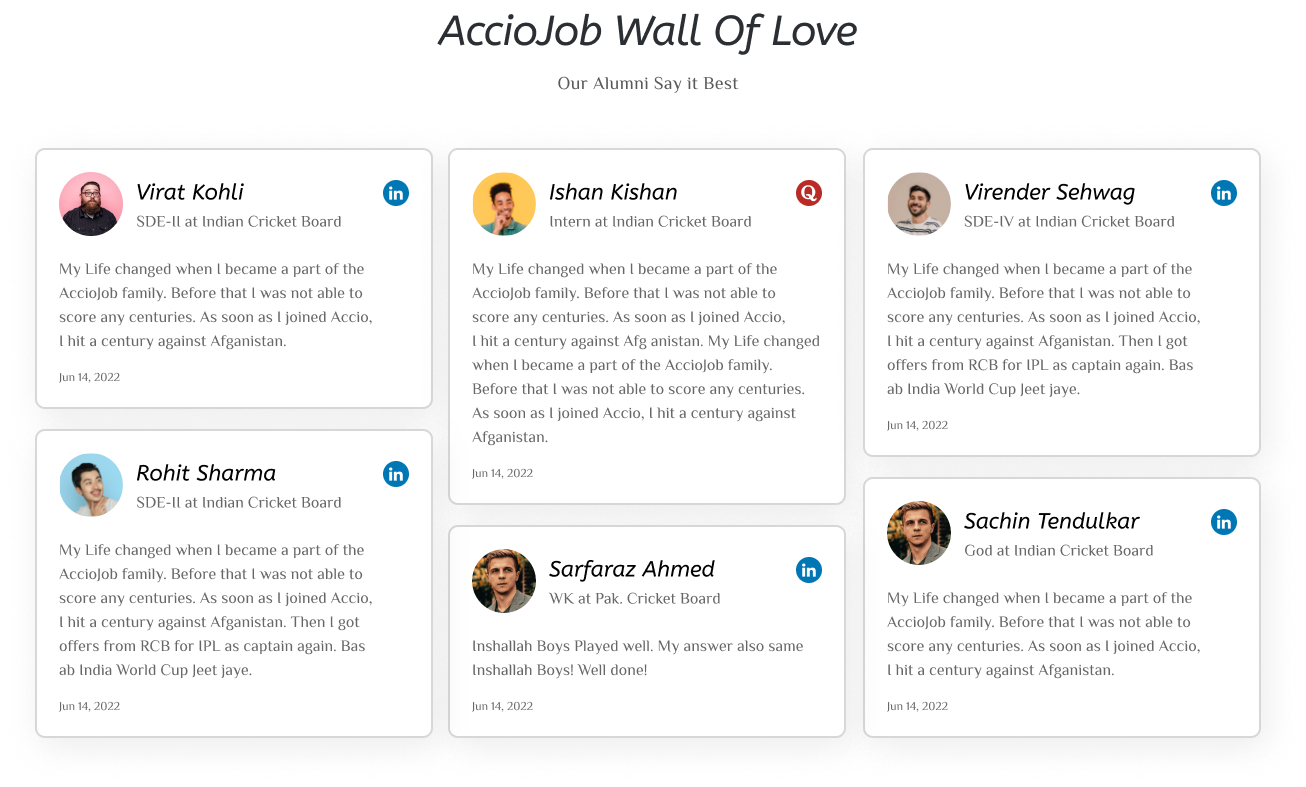 AccioJob Wall Of Love
Our Alumni Say it Best
Virat Kohli
SDE-II at Indian Cricket Board
My Life changed when I became a part of the
AccioJob family. Before that I was not able to
score any centuries. As soon as I joined Accio,
I hit a century against Afganistan.
Jun 14, 2022
Rohit Sharma
SDE-II at Indian Cricket Board
My Life changed when I became a part of the
AccioJob family. Before that I was not able to
score any centuries. As soon as I joined Accio,
I hit a century against Afganistan. Then I got
offers from RCB for IPL as captain again. Bas
ab India World Cup Jeet jaye.
Jun 14, 2022
Ishan Kishan
Intern at Indian Cricket Board
My Life changed when I became a part of the
AccioJob family. Before that I was not able to
score any centuries. As soon as I joined Accio,
I hit a century against Afg anistan. My Life changed
when I became a part of the AccioJob family.
Before that I was not able to score any centuries.
As soon as I joined Accio, I hit a century against
Afganistan.
Jun 14, 2022
Sarfaraz Ahmed
WK at Pak. Cricket Board
Inshallah Boys Played well. My answer also same
Inshallah Boys! Well done!
Jun 14, 2022
Virender Sehwag
SDE-IV at Indian Cricket Board
My Life changed when I became a part of the
AccioJob family. Before that I was not able to
score any centuries. As soon as I joined Accio,
I hit a century against Afganistan. Then I got
offers from RCB for IPL as captain again. Bas
ab India World Cup Jeet jaye.
Jun 14, 2022
Sachin Tendulkar
God at Indian Cricket Board
My Life changed when I became a part of the
AccioJob family. Before that I was not able to
score any centuries. As soon as I joined Accio,
I hit a century against Afganistan.
Jun 14, 2022